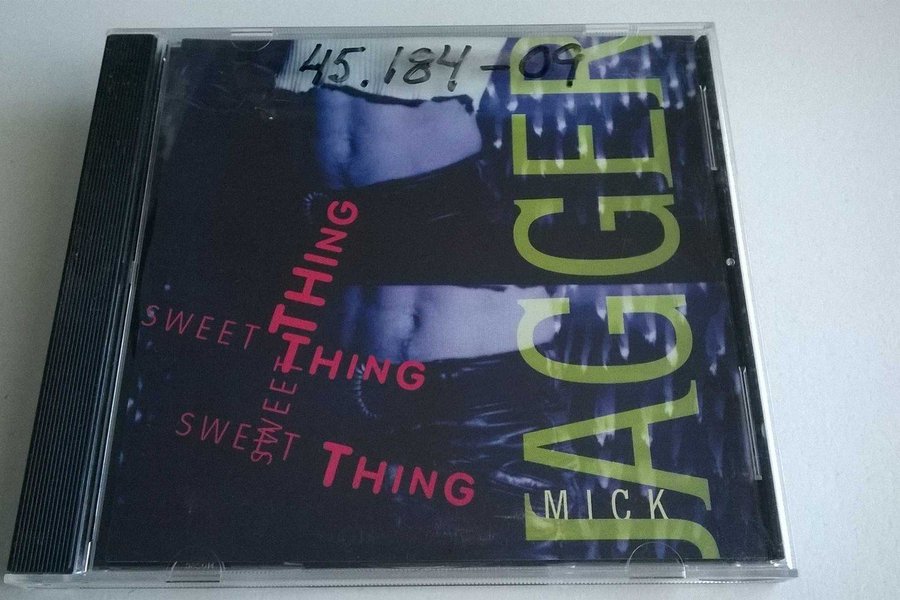 45.184-09
JAGGER
MICK
SWEET THING
SWEET THING
SWEET THING